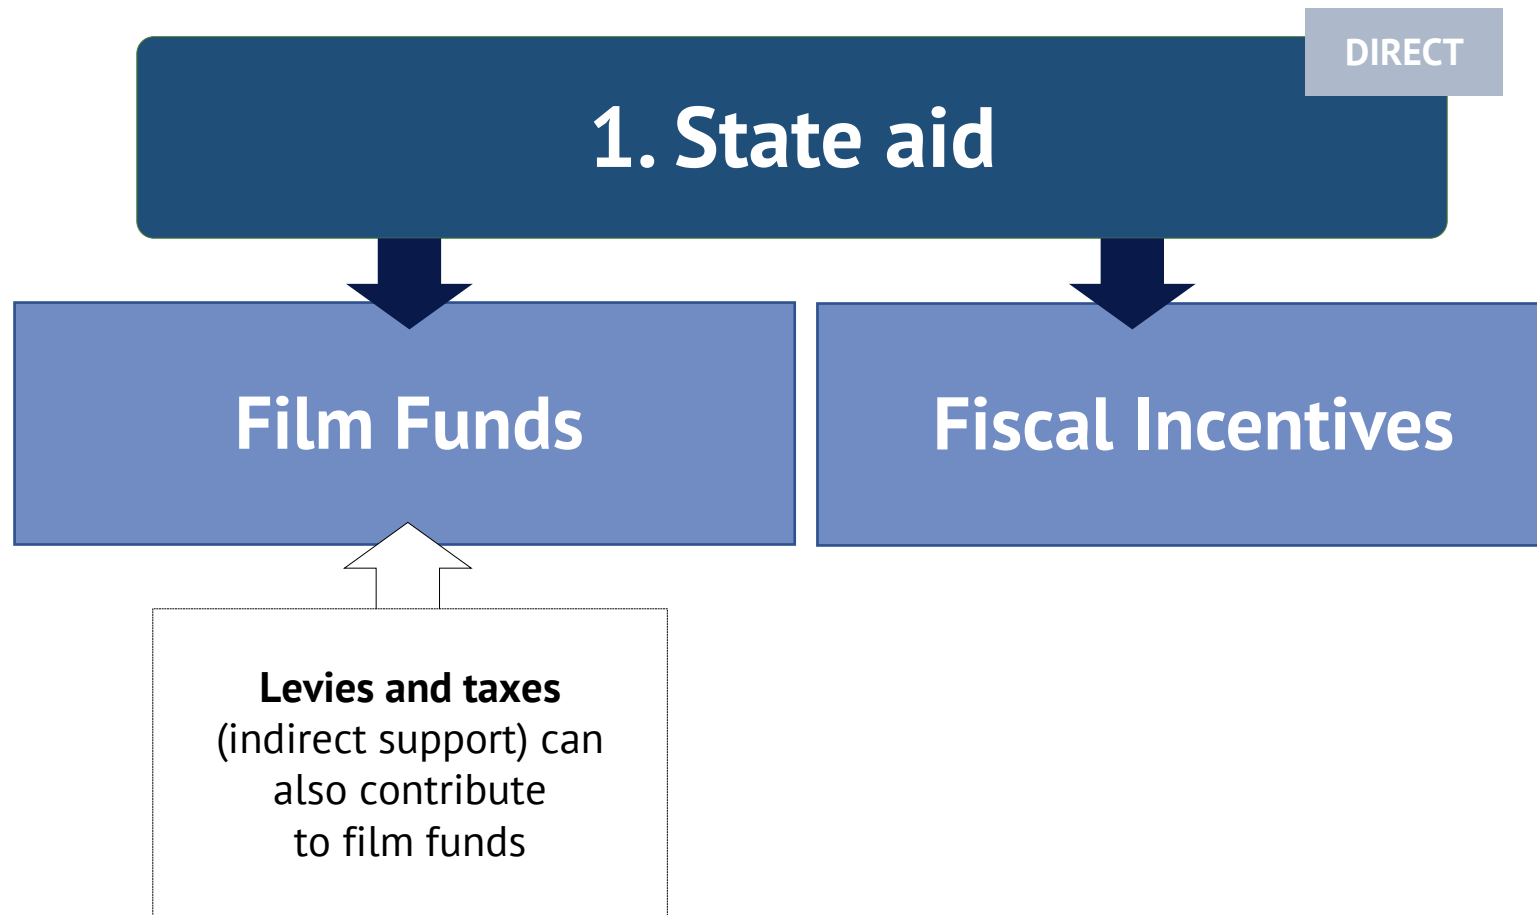 DIRECT
1. State aid
Film Funds
Fiscal Incentives
Levies and taxes
(indirect support) can
also contribute
to film funds